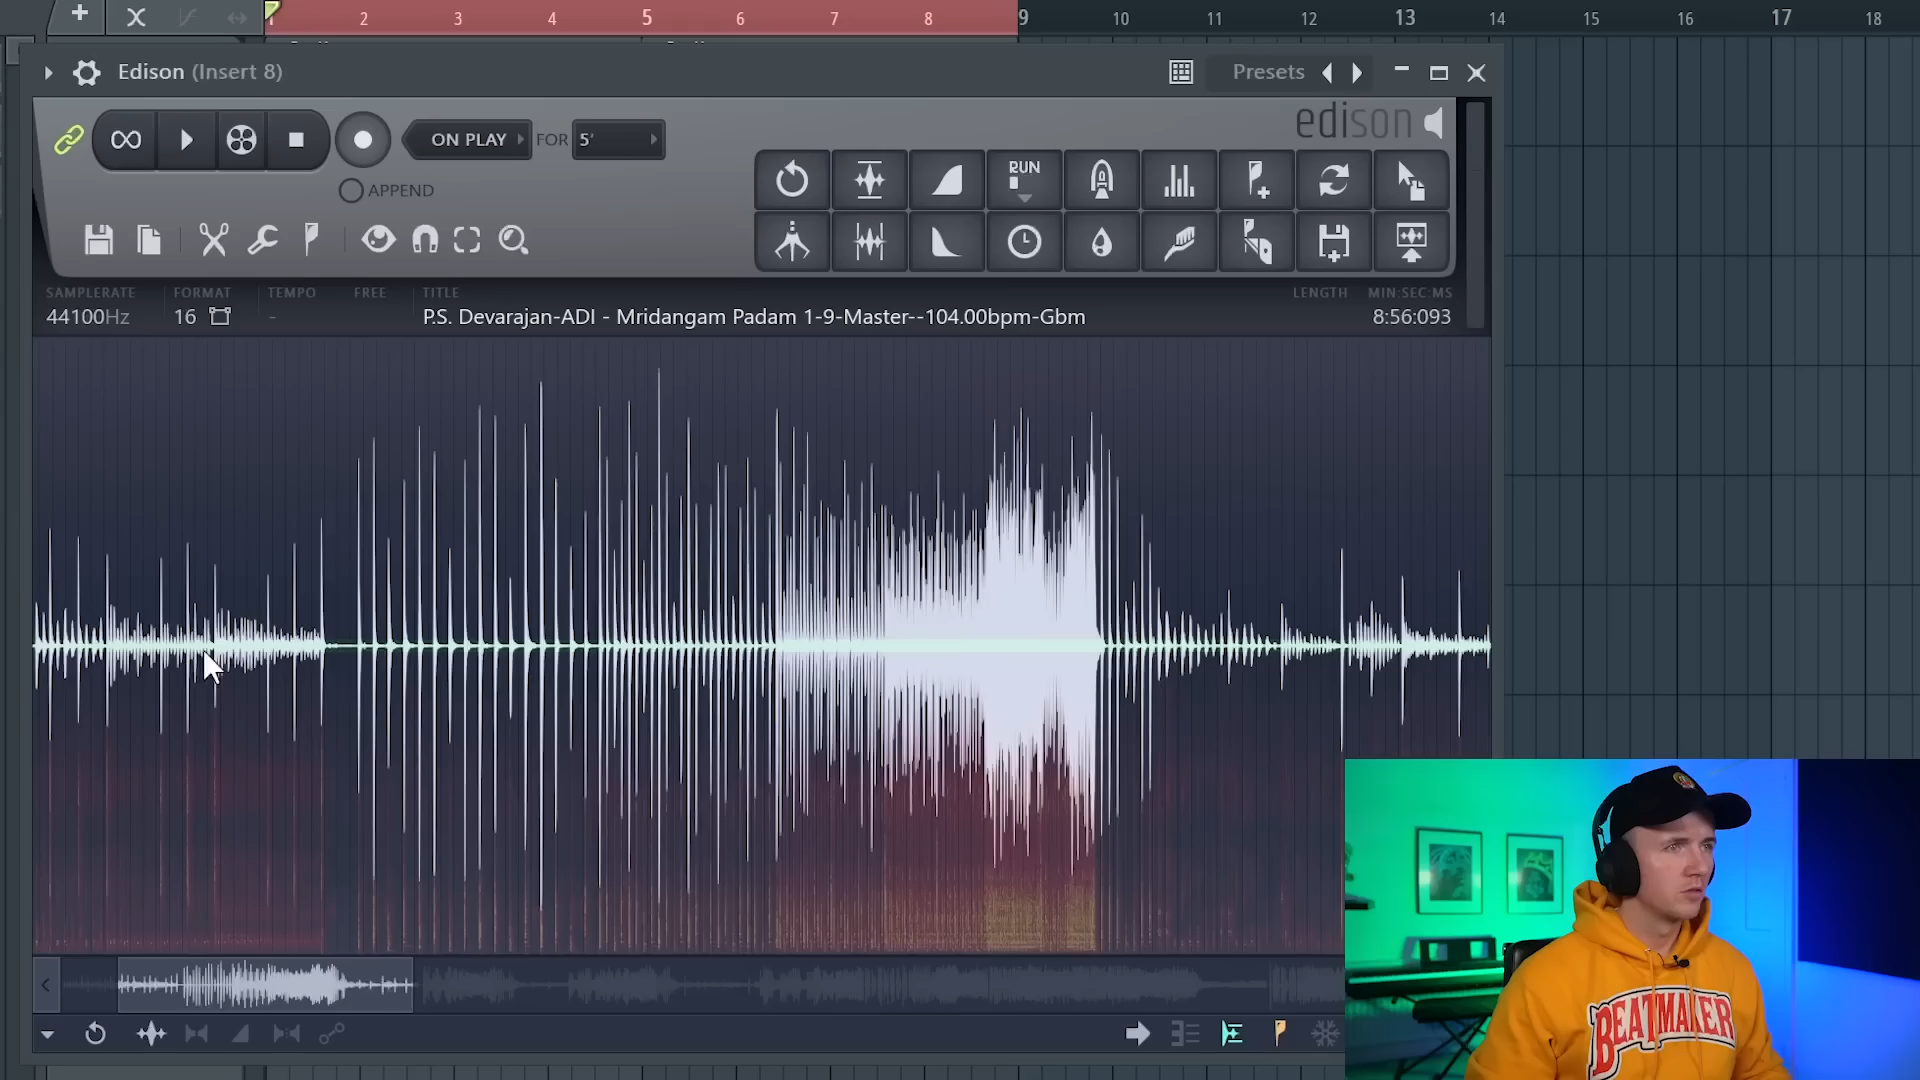 1 2 3 4 5 6 7 8 9 10 11 12 13 14 15 16 17 18
Edison (Insert 8)
Presets
edison
ON PLAY FOR 5'
APPEND
RUN
SAMPLERATE FORMAT TEMPO FREE TITLE LENGTH MIN:SEC:MS
44100Hz 16 - P.S. Devarajan-ADI - Mridangam Padam 1-9-Master--104.00bpm-Gbm 8:56:093
BEATMAKER